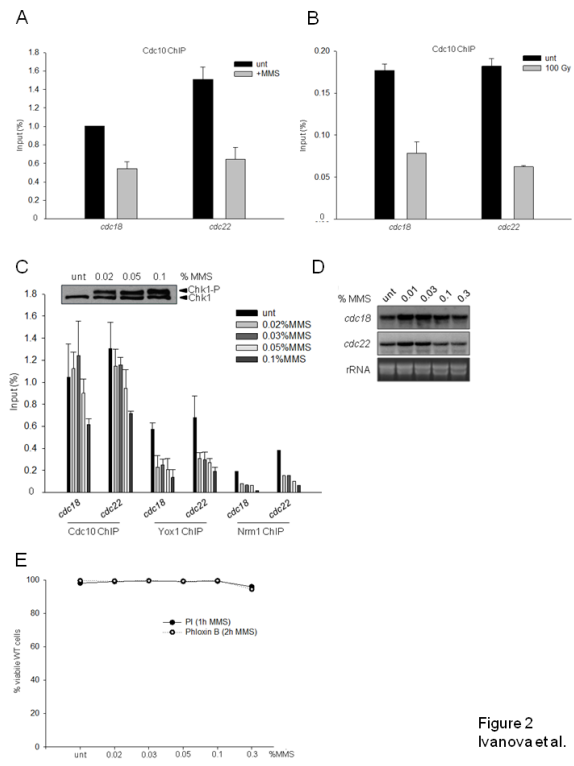 A
Cdc10 ChIP
unt
+MMS
Input (%)
1.8
1.6
1.4
1.2
1.0
0.8
0.6
0.4
0.2
0
cdc18
cdc22
B
Cdc10 ChIP
unt
100 Gy
Input (%)
0.20
0.15
0.10
0.05
cdc18
cdc22
C
unt 0.02 0.05 0.1 % MMS
Chk1-P
Chk1
1.8
1.6
1.4
1.2
1.0
0.8
0.6
0.4
0.2
0
Input (%)
unt
0.02%MMS
0.03%MMS
0.05%MMS
0.1%MMS
cdc18 cdc22 cdc18 cdc22 cdc18 cdc22
Cdc10 ChIP Yox1 ChIP Nrm1 ChIP
D
% MMS unt 0.01 0.03 0.1 0.3
cdc18
cdc22
rRNA
E
% viabile WT cells
100
80
60
40
20
0
PI (1h MMS)
Phloxin B (2h MMS)
unt 0.02 0.03 0.05 0.1 0.3 %MMS
Figure 2
Ivanova et al.